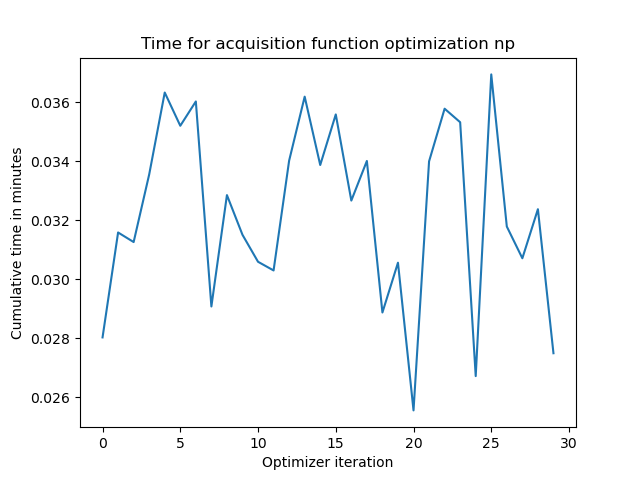 Time for acquisition function optimization np
Cumulative time in minutes
0.036
0.034
0.032
0.030
0.028
0.026
0 5 10 15 20 25 30
Optimizer iteration